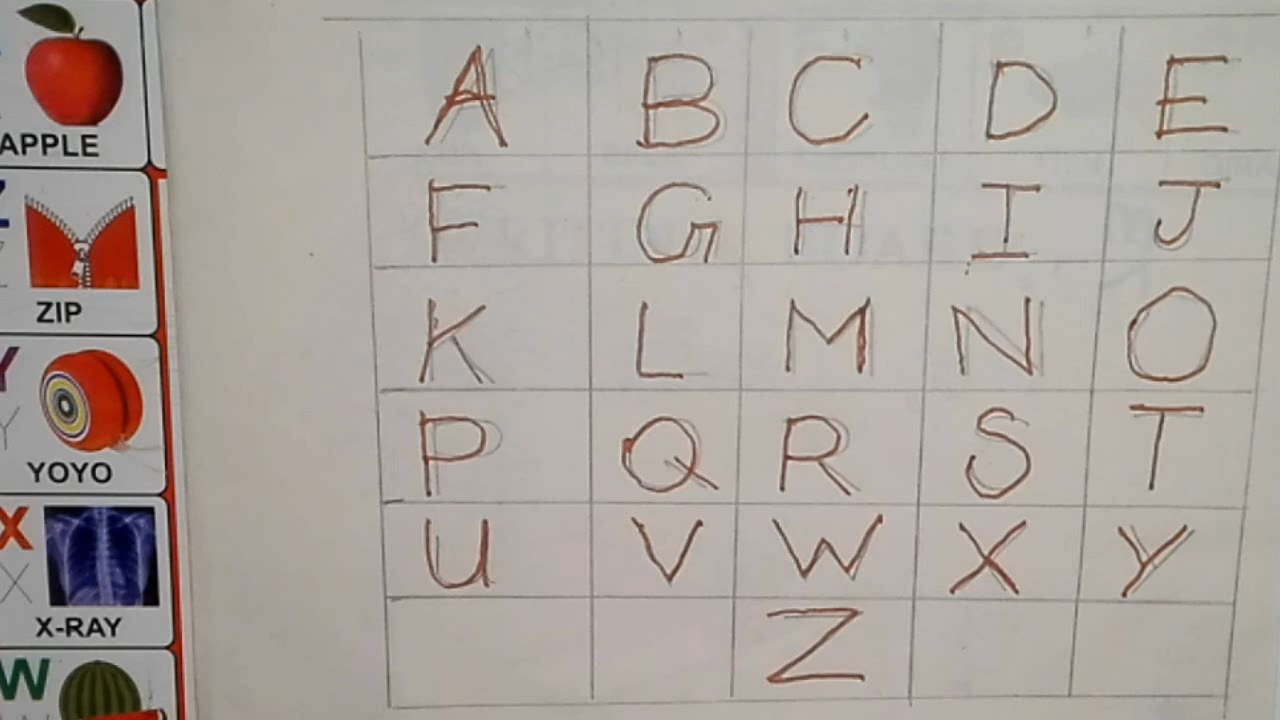 APPLE
Z
ZIP
Y
Y
YOYO
X
X
X-RAY
W
A B C D E
F G H I J
K L M N O
P Q R S T
U V W X Y
Z